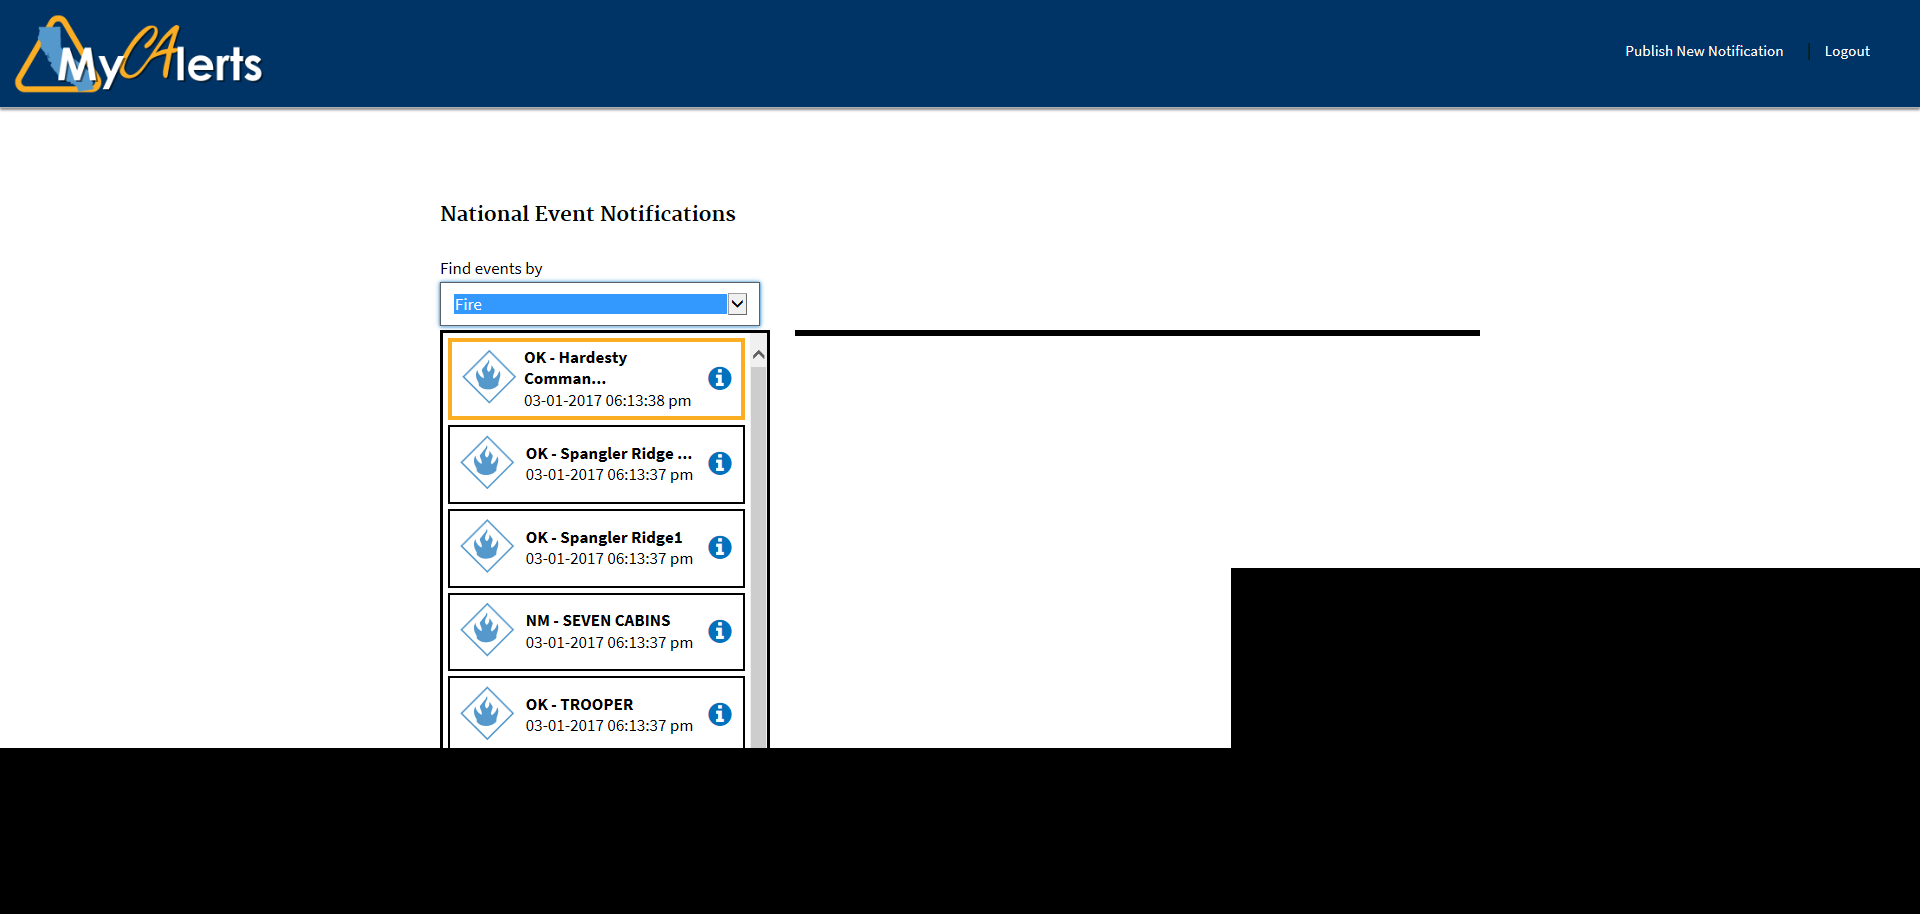 MyCAlerts
Publish New Notification
Logout
National Event Notifications
Find events by
Fire
OK - Hardesty
Comman...
03-01-2017 06:13:38 pm
OK - Spangler Ridge ...
03-01-2017 06:13:37 pm
OK - Spangler Ridge1
03-01-2017 06:13:37 pm
NM - SEVEN CABINS
03-01-2017 06:13:37 pm
OK - TROOPER
03-01-2017 06:13:37 pm